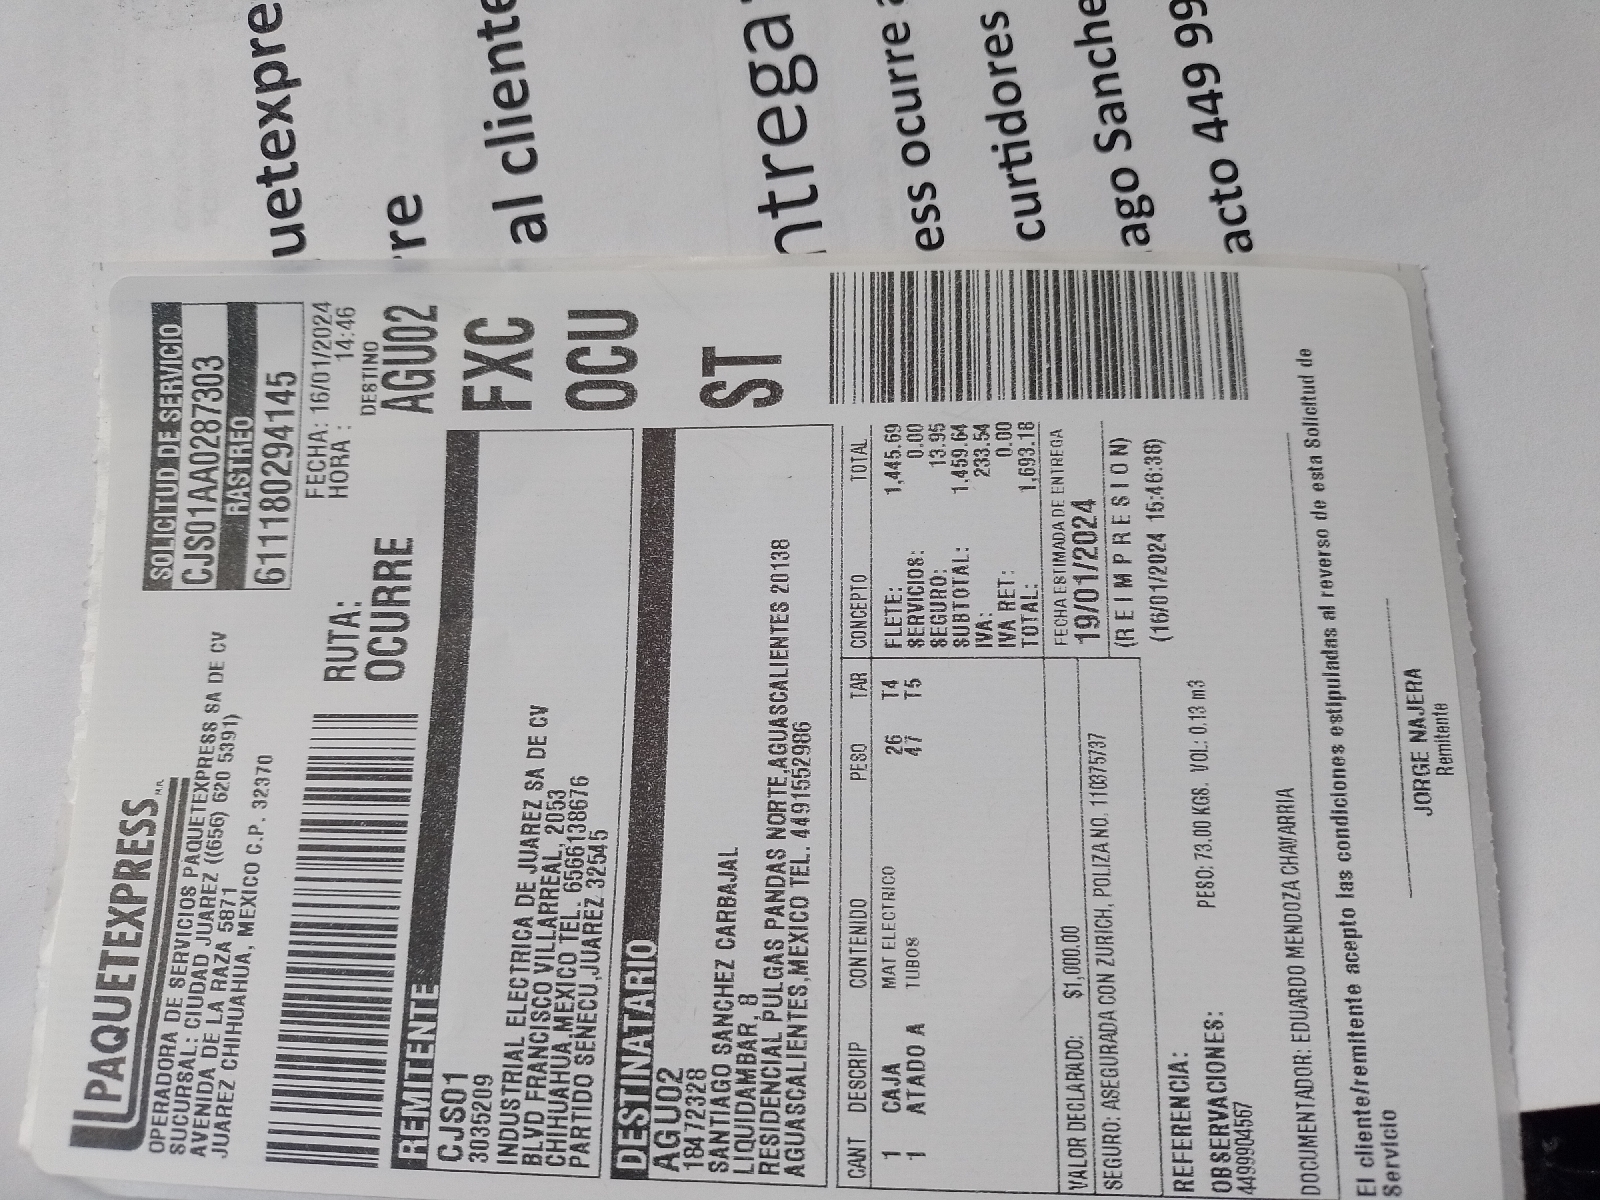 PAQUETEXPRESS M.R.
OPERADORA DE SERVICIOS PAQUETEXPRESS SA DE CV
SUCURSAL: CIUDAD JUAREZ ((656) 620 5391)
AVENIDA DE LA RAZA 5871
JUAREZ CHIHUAHUA, MEXICO C.P. 32370
SOLICITUD DE SERVICIO
CJS01AA0287303
RASTREO
611180294145
FECHA: 16/01/2024
HORA : 14:46
RUTA:
OCURRE
DESTINO
AGU02
REMITENTE
CJS01
3035209
INDUSTRIAL ELECTRICA DE JUAREZ SA DE CV
BLVD FRANCISCO VILLARREAL, 2053
CHIHUAHUA,MEXICO TEL. 6566138676
PARTIDO SENECU,JUAREZ 32545
FXC
OCU
DESTINATARIO
AGU02
18472328
SANTIAGO SANCHEZ CARBAJAL
LIQUIDAMBAR, 8
RESIDENCIAL PULGAS PANDAS NORTE,AGUASCALIENTES 20138
AGUASCALIENTES,MEXICO TEL. 4491552986
ST
CANT DESCRIP CONTENIDO PESO TAR CONCEPTO TOTAL
1 CAJA MAT ELECTRICO 26 T4 FLETE: 1,445.69
1 ATADO A TUBOS 47 T5 SERVICIOS: 0.00
SEGURO: 13.95
SUBTOTAL: 1,459.64
IVA: 233.54
IVA RET: 0.00
TOTAL: 1,693.18
VALOR DECLARADO: $1,000.00
SEGURO: ASEGURADA CON ZURICH, POLIZA NO. 110375737
FECHA ESTIMADA DE ENTREGA
19/01/2024
(R E I M P R E S I O N)
(16/01/2024 15:46:38)
REFERENCIA:
OBSERVACIONES: PESO: 73.00 KGS. VOL: 0.13 m3
4499904567
DOCUMENTADOR: EDUARDO MENDOZA CHAVARRIA
El cliente/remitente acepto las condiciones estipuladas al reverso de esta Solicitud de
Servicio
JORGE NAJERA
Remitente
uetexpre
re
al cliente
ntrega
ess ocurre
curtidores
ago Sanche
acto 449 99